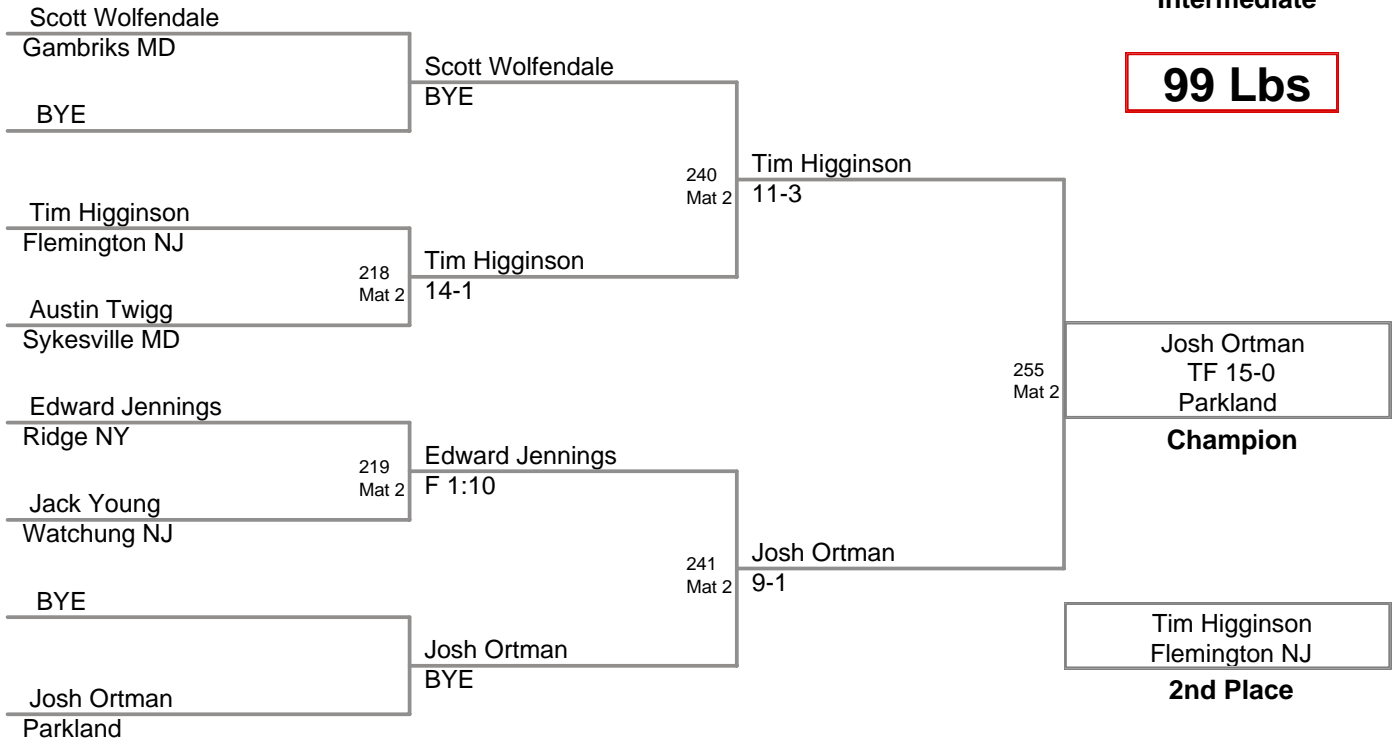 Intermediate
99 Lbs
Scott Wolfendale
Gambriks MD
BYE
Tim Higginson
Flemington NJ
Austin Twigg
Sykesville MD
Edward Jennings
Ridge NY
Jack Young
Watchung NJ
BYE
Josh Ortman
Parkland
Scott Wolfendale
BYE
218
Mat 2
Tim Higginson
14-1
219
Mat 2
Edward Jennings
F 1:10
Josh Ortman
BYE
240
Mat 2
Tim Higginson
11-3
241
Mat 2
Josh Ortman
9-1
255
Mat 2
Josh Ortman
TF 15-0
Parkland
Champion
Tim Higginson
Flemington NJ
2nd Place